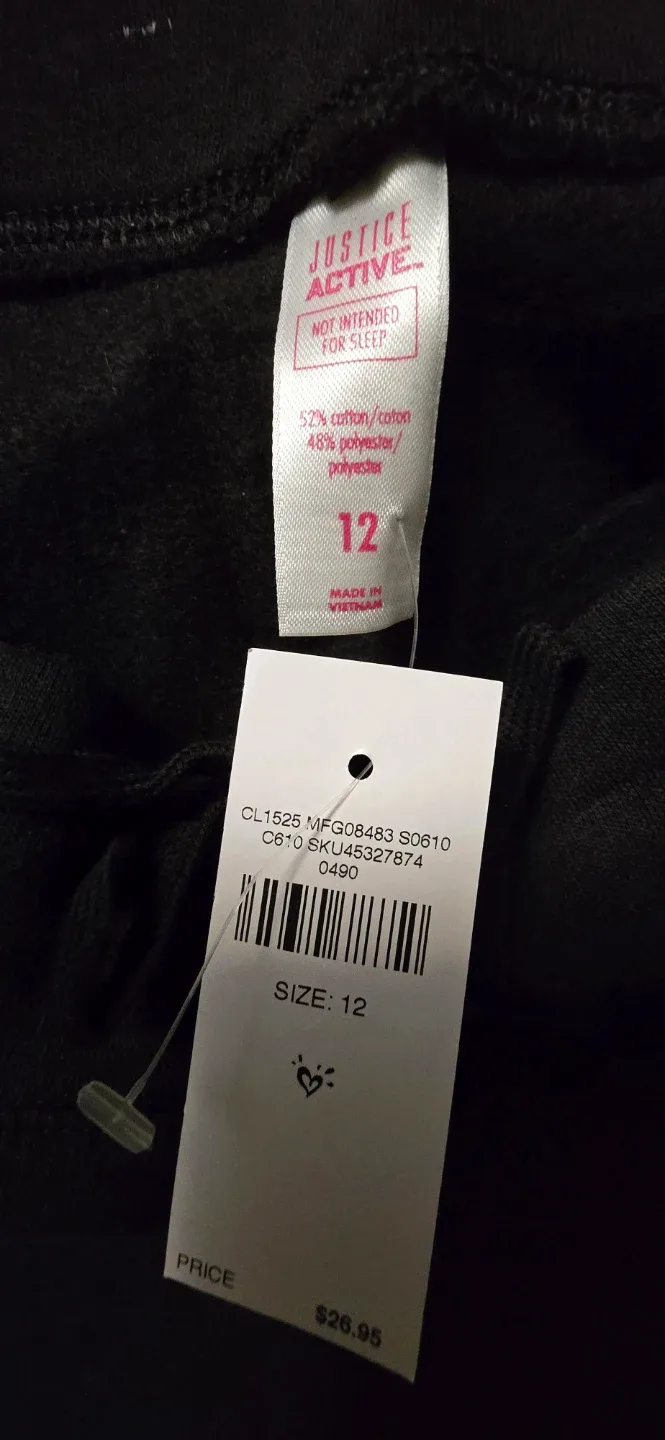 JUSTICE
ACTIVE™
NOT INTENDED
FOR SLEEP
52% cotton/coton
48% polyester/
polyester
12
MADE IN
VIETNAM
CL1525 MFG08483 S0610
C610 SKU45327874
0490
SIZE: 12
PRICE
$26.95